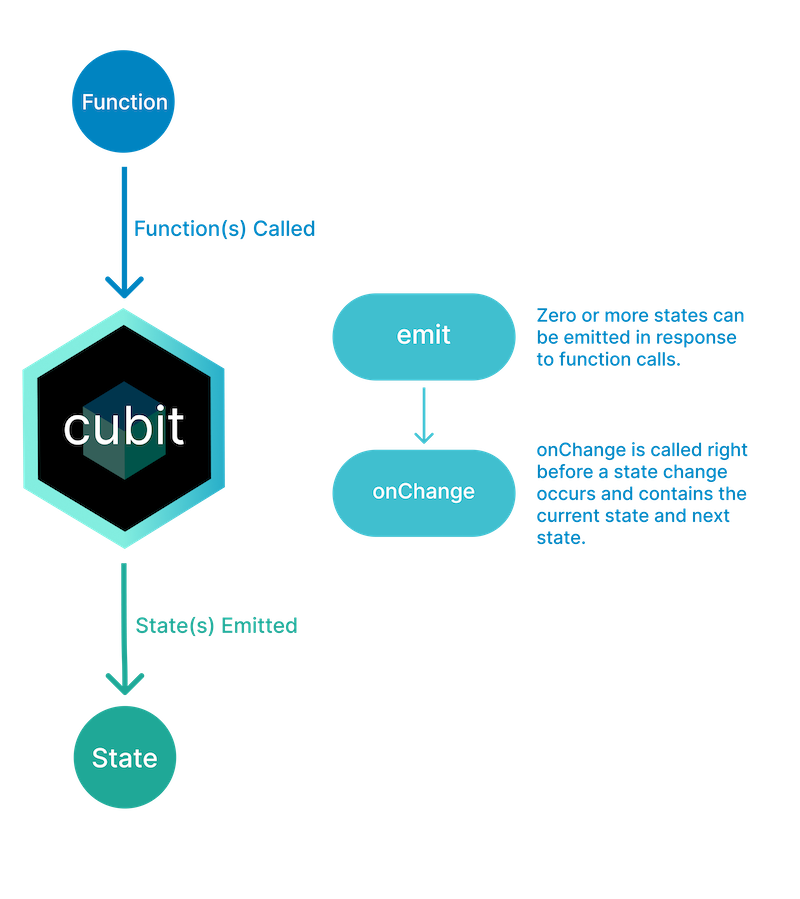 Function
Function(s) Called
cubit
emit
Zero or more states can
be emitted in response
to function calls.
onChange
onChange is called right
before a state change
occurs and contains the
current state and next
state.
State(s) Emitted
State